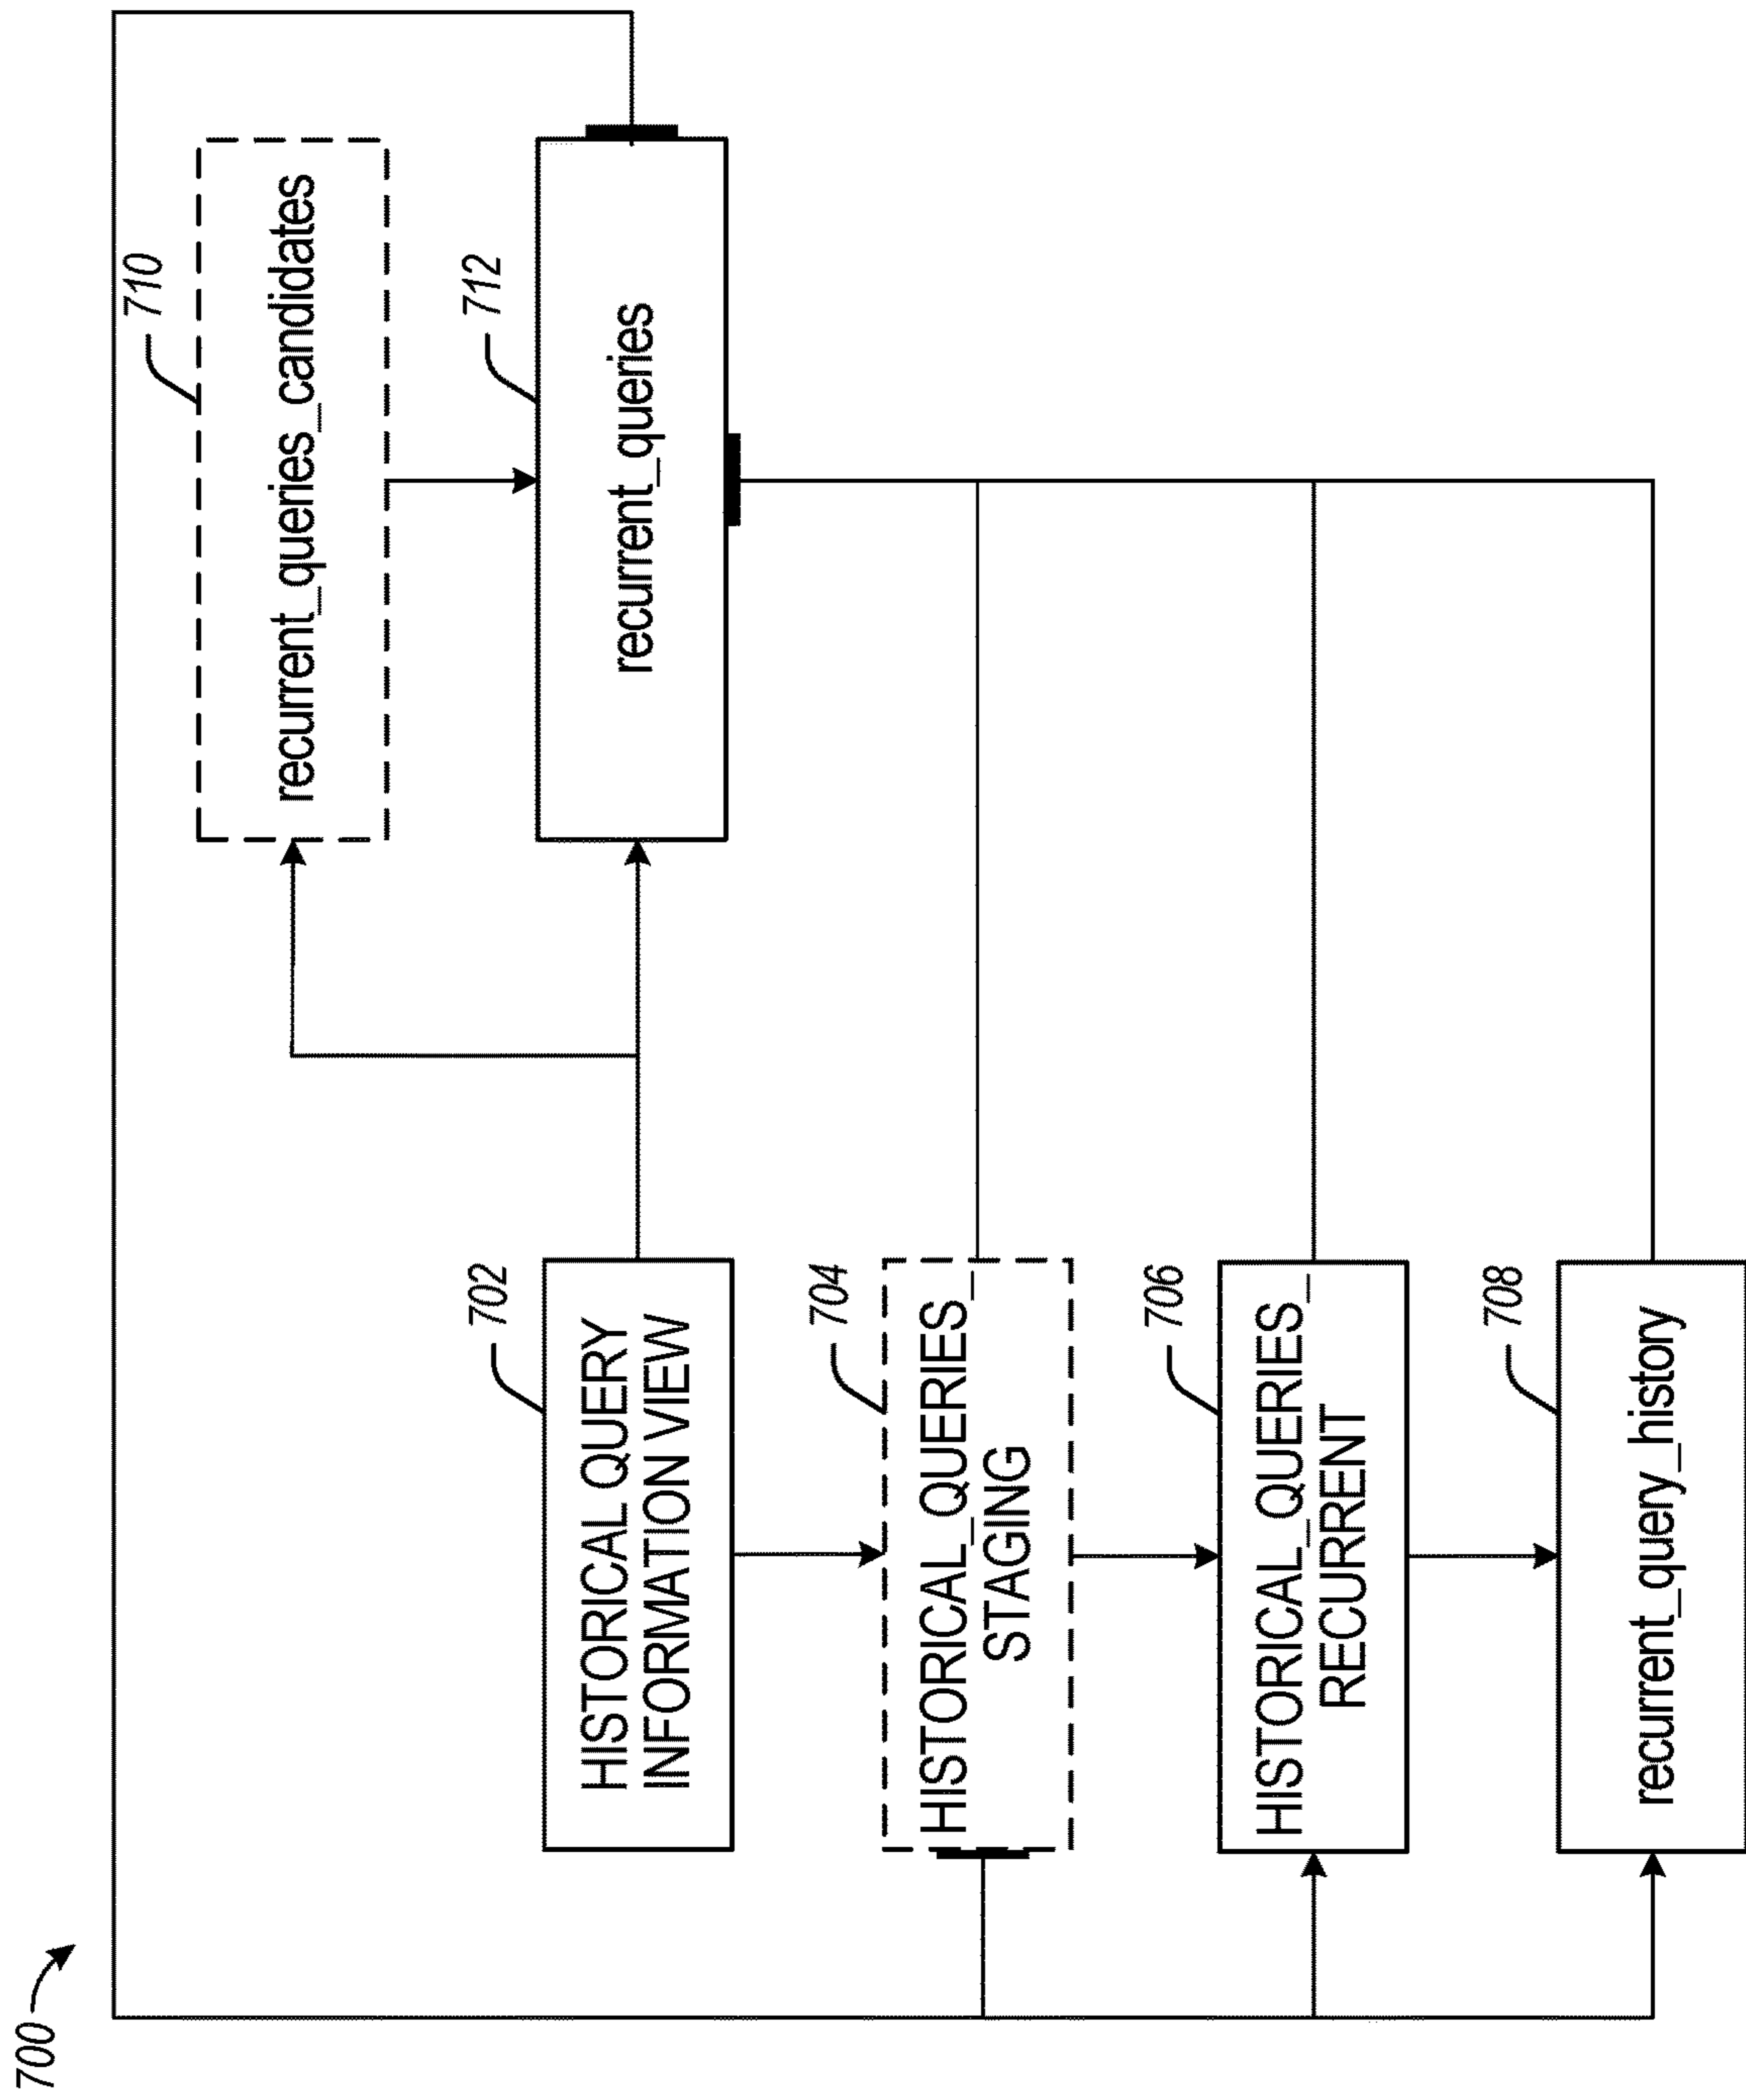 700
702
HISTORICAL QUERY
INFORMATION VIEW
704
HISTORICAL_QUERIES_
STAGING
706
HISTORICAL_QUERIES_
RECURRENT
708
recurrent_query_history
710
recurrent_queries_candidates
712
recurrent_queries